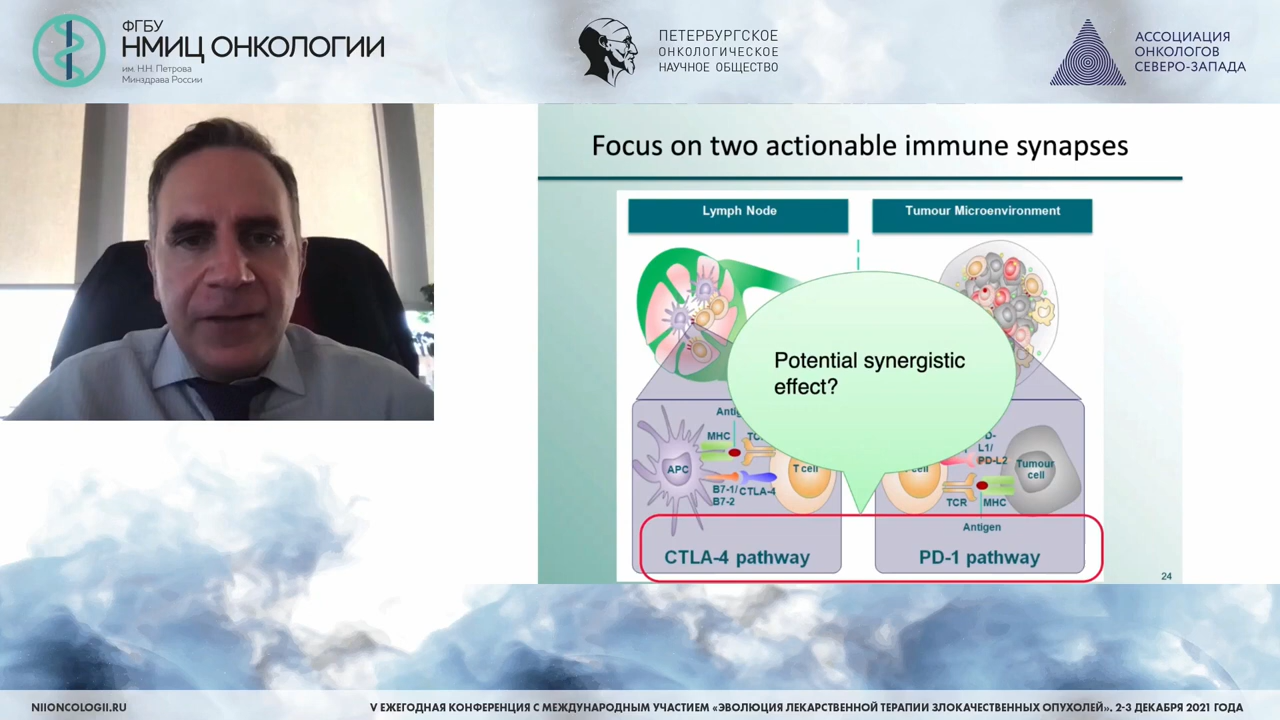 ФГБУ
НМИЦ ОНКОЛОГИИ
им. Н.Н. Петрова
Минздрава России
ПЕТЕРБУРГСКОЕ
ОНКОЛОГИЧЕСКОЕ
НАУЧНОЕ ОБЩЕСТВО
АССОЦИАЦИЯ
ОНКОЛОГОВ
СЕВЕРО-ЗАПАДА
Focus on two actionable immune synapses
Lymph Node
Tumour Microenvironment
Potential synergistic
effect?
MHC
APC
B7-1/
B7-2
CTLA-4
T cell
L1/
PD-L2
Tumour
cell
cell
TCR
MHC
Antigen
CTLA-4 pathway
PD-1 pathway
24
NIIONCOLOGII.RU
V ЕЖЕГОДНАЯ КОНФЕРЕНЦИЯ С МЕЖДУНАРОДНЫМ УЧАСТИЕМ «ЭВОЛЮЦИЯ ЛЕКАРСТВЕННОЙ ТЕРАПИИ ЗЛОКАЧЕСТВЕННЫХ ОПУХОЛЕЙ». 2-3 ДЕКАБРЯ 2021 ГОДА